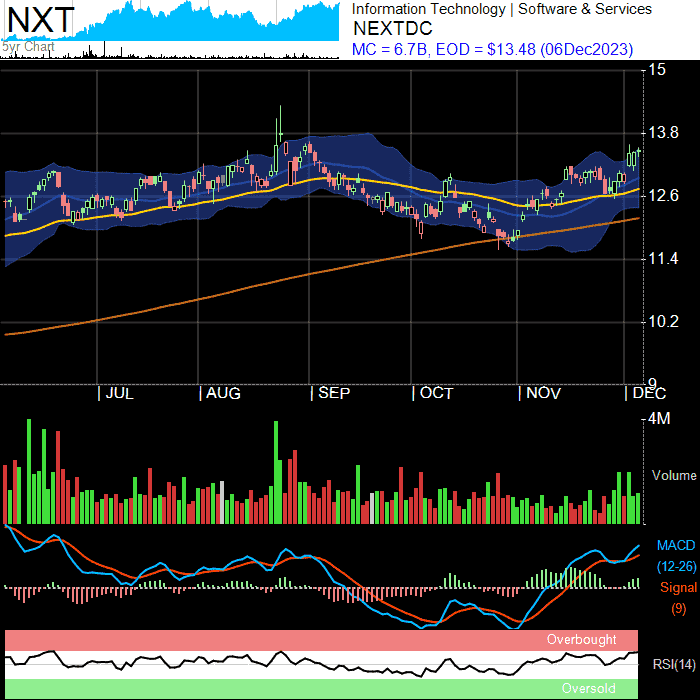 NXT
5yr Chart
Information Technology | Software & Services
NEXTDC
MC = 6.7B, EOD = $13.48 (06Dec2023)
15
13.8
12.6
11.4
10.2
9
| JUL | AUG | SEP | OCT | NOV | DEC
4M
Volume
MACD
(12-26)
Signal
(9)
Overbought
RSI(14)
Oversold